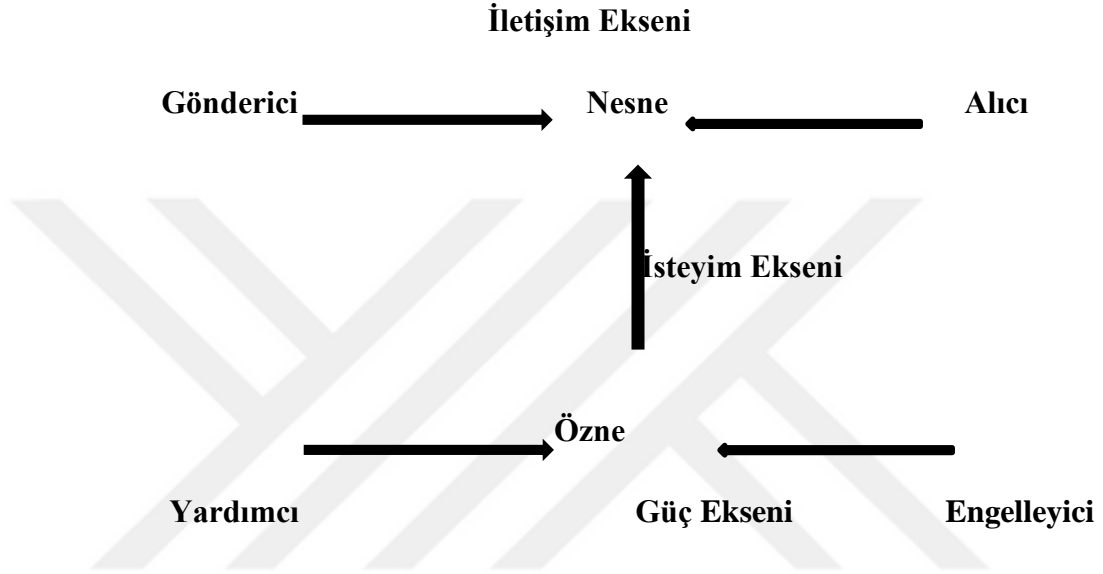 İletişim Ekseni
Gönderici Nesne Alıcı
İsteyim Ekseni
Özne
Yardımcı Güç Ekseni Engelleyici